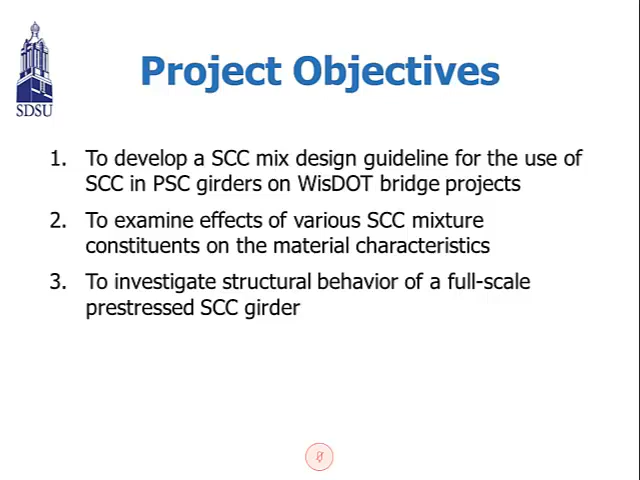 SDSU
Project Objectives
1. To develop a SCC mix design guideline for the use of
SCC in PSC girders on WisDOT bridge projects
2. To examine effects of various SCC mixture
constituents on the material characteristics
3. To investigate structural behavior of a full-scale
prestressed SCC girder